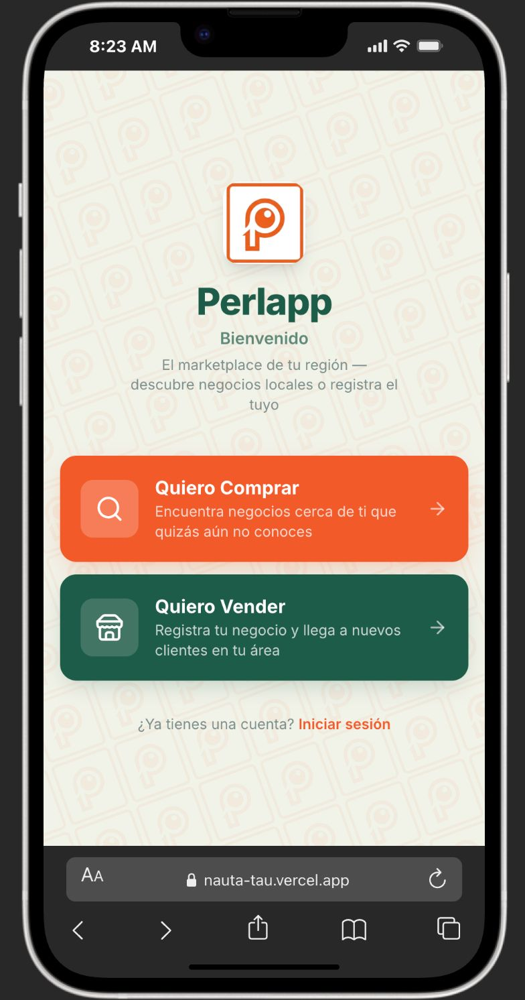 8:23 AM
Perlapp
Bienvenido
El marketplace de tu región —
descubre negocios locales o registra el
tuyo
Quiero Comprar
Encuentra negocios cerca de ti que
quizás aún no conoces
Quiero Vender
Registra tu negocio y llega a nuevos
clientes en tu área
¿Ya tienes una cuenta? Iniciar sesión
AA nauta-tau.vercel.app